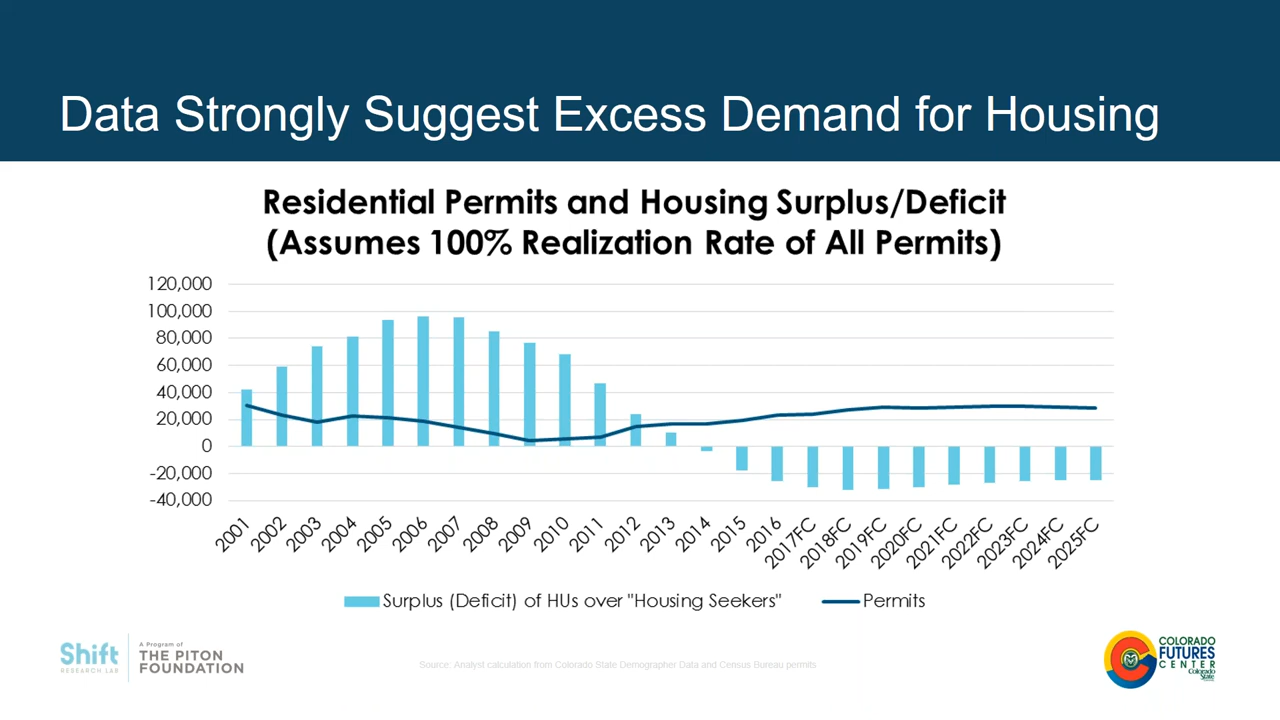 Data Strongly Suggest Excess Demand for Housing
Residential Permits and Housing Surplus/Deficit
(Assumes 100% Realization Rate of All Permits)
120,000
100,000
80,000
60,000
40,000
20,000
0
-20,000
-40,000
2001
2002
2003
2004
2005
2006
2007
2008
2009
2010
2011
2012
2013
2014
2015
2016
2017FC
2018FC
2019FC
2020FC
2021FC
2022FC
2023FC
2024FC
2025FC
Surplus (Deficit) of HUs over "Housing Seekers"
Permits
Shift
RESEARCH LAB
A Program of
THE PITON
FOUNDATION
Source: Analyst calculation from Colorado State Demographer Data and Census Bureau permits
COLORADO
FUTURES
CENTER
Colorado
State